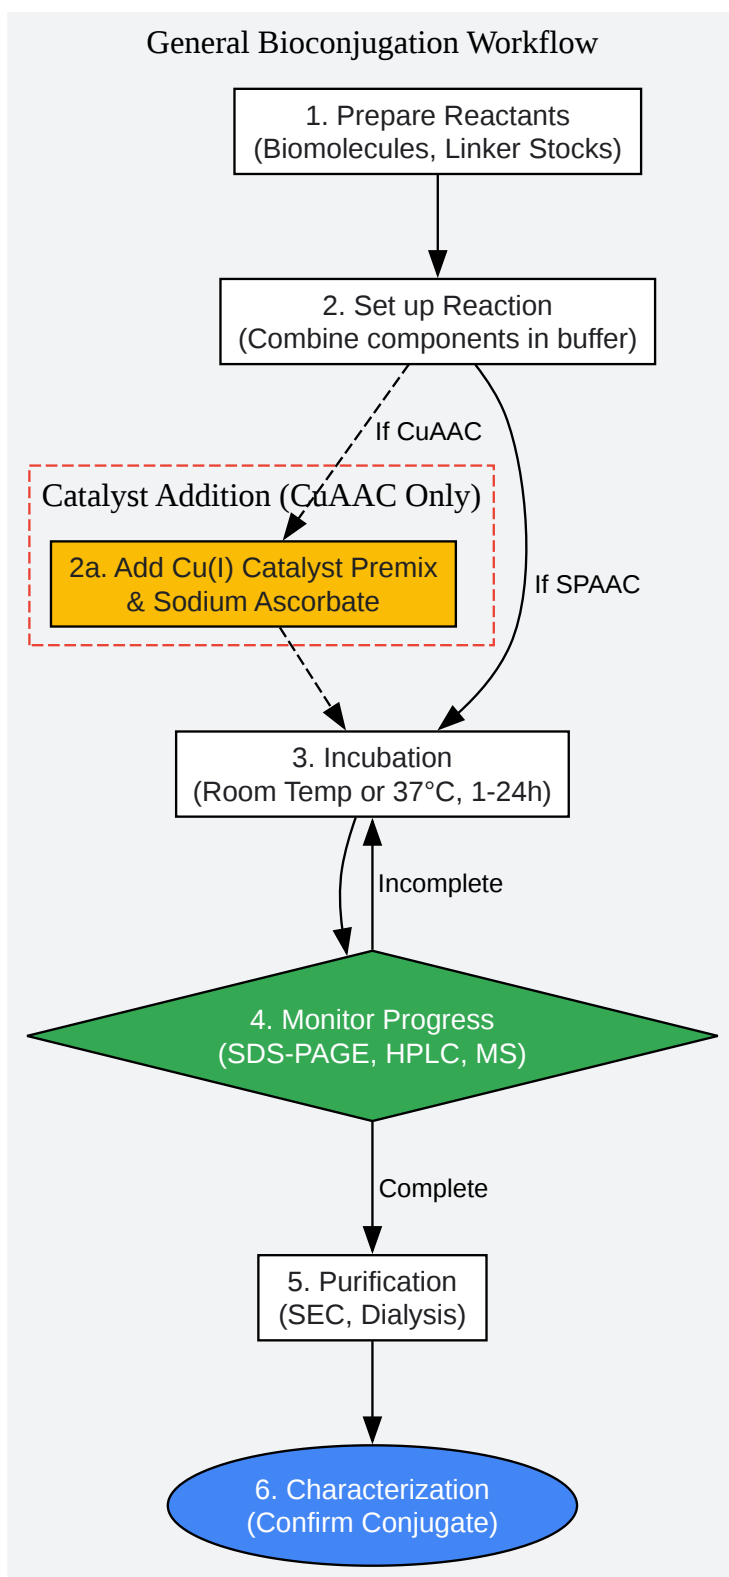 General Bioconjugation Workflow
1. Prepare Reactants
(Biomolecules, Linker Stocks)
2. Set up Reaction
(Combine components in buffer)
If CuAAC
Catalyst Addition (CuAAC Only)
2a. Add Cu(I) Catalyst Premix
& Sodium Ascorbate
If SPAAC
3. Incubation
(Room Temp or 37°C, 1-24h)
Incomplete
4. Monitor Progress
(SDS-PAGE, HPLC, MS)
Complete
5. Purification
(SEC, Dialysis)
6. Characterization
(Confirm Conjugate)